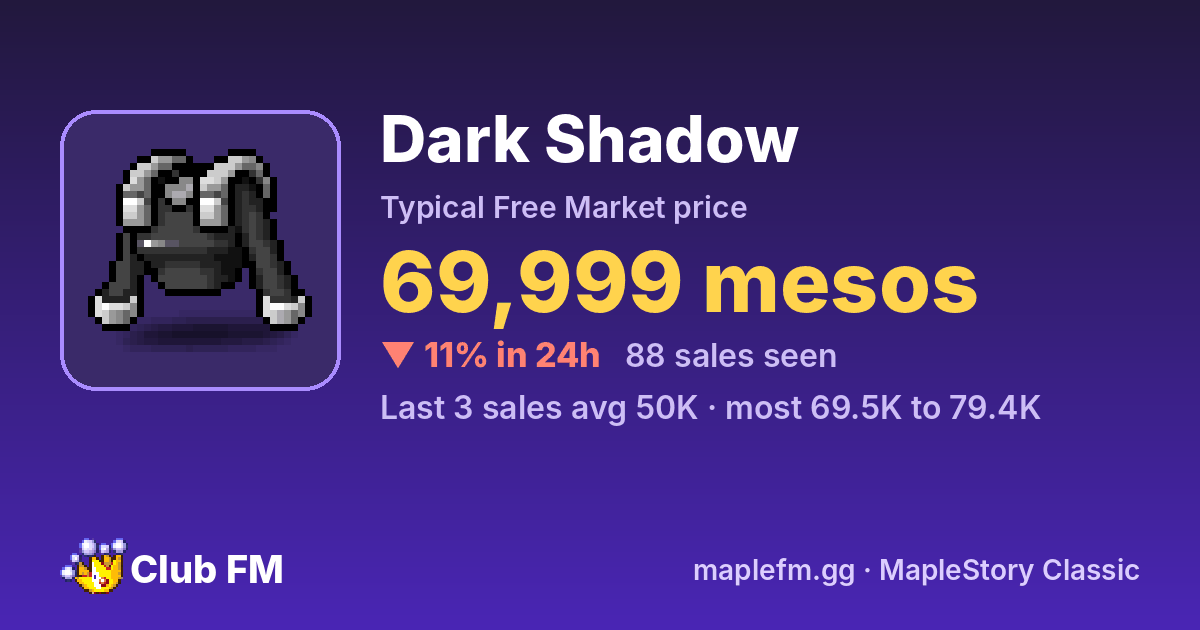 Dark Shadow
Typical Free Market price
69,999 mesos
▼ 11% in 24h 88 sales seen
Last 3 sales avg 50K · most 69.5K to 79.4K
Club FM
maplefm.gg · MapleStory Classic